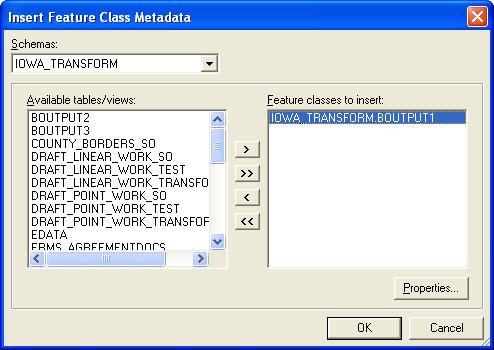 Insert Feature Class Metadata
Schemas:
IOWA_TRANSFORM
Available tables/views:
BOUTPUT2
BOUTPUT3
COUNTY_BORDERS_SO
DRAFT_LINEAR_WORK_SO
DRAFT_LINEAR_WORK_TEST
DRAFT_LINEAR_WORK_TRANSFO
DRAFT_POINT_WORK_SO
DRAFT_POINT_WORK_TEST
DRAFT_POINT_WORK_TRANSFOR
EDATA
ERMS_AGREEMENTDOCS
>
>>
<
<<
Feature classes to insert:
IOWA_TRANSFORM.BOUTPUT1
Properties...
OK
Cancel